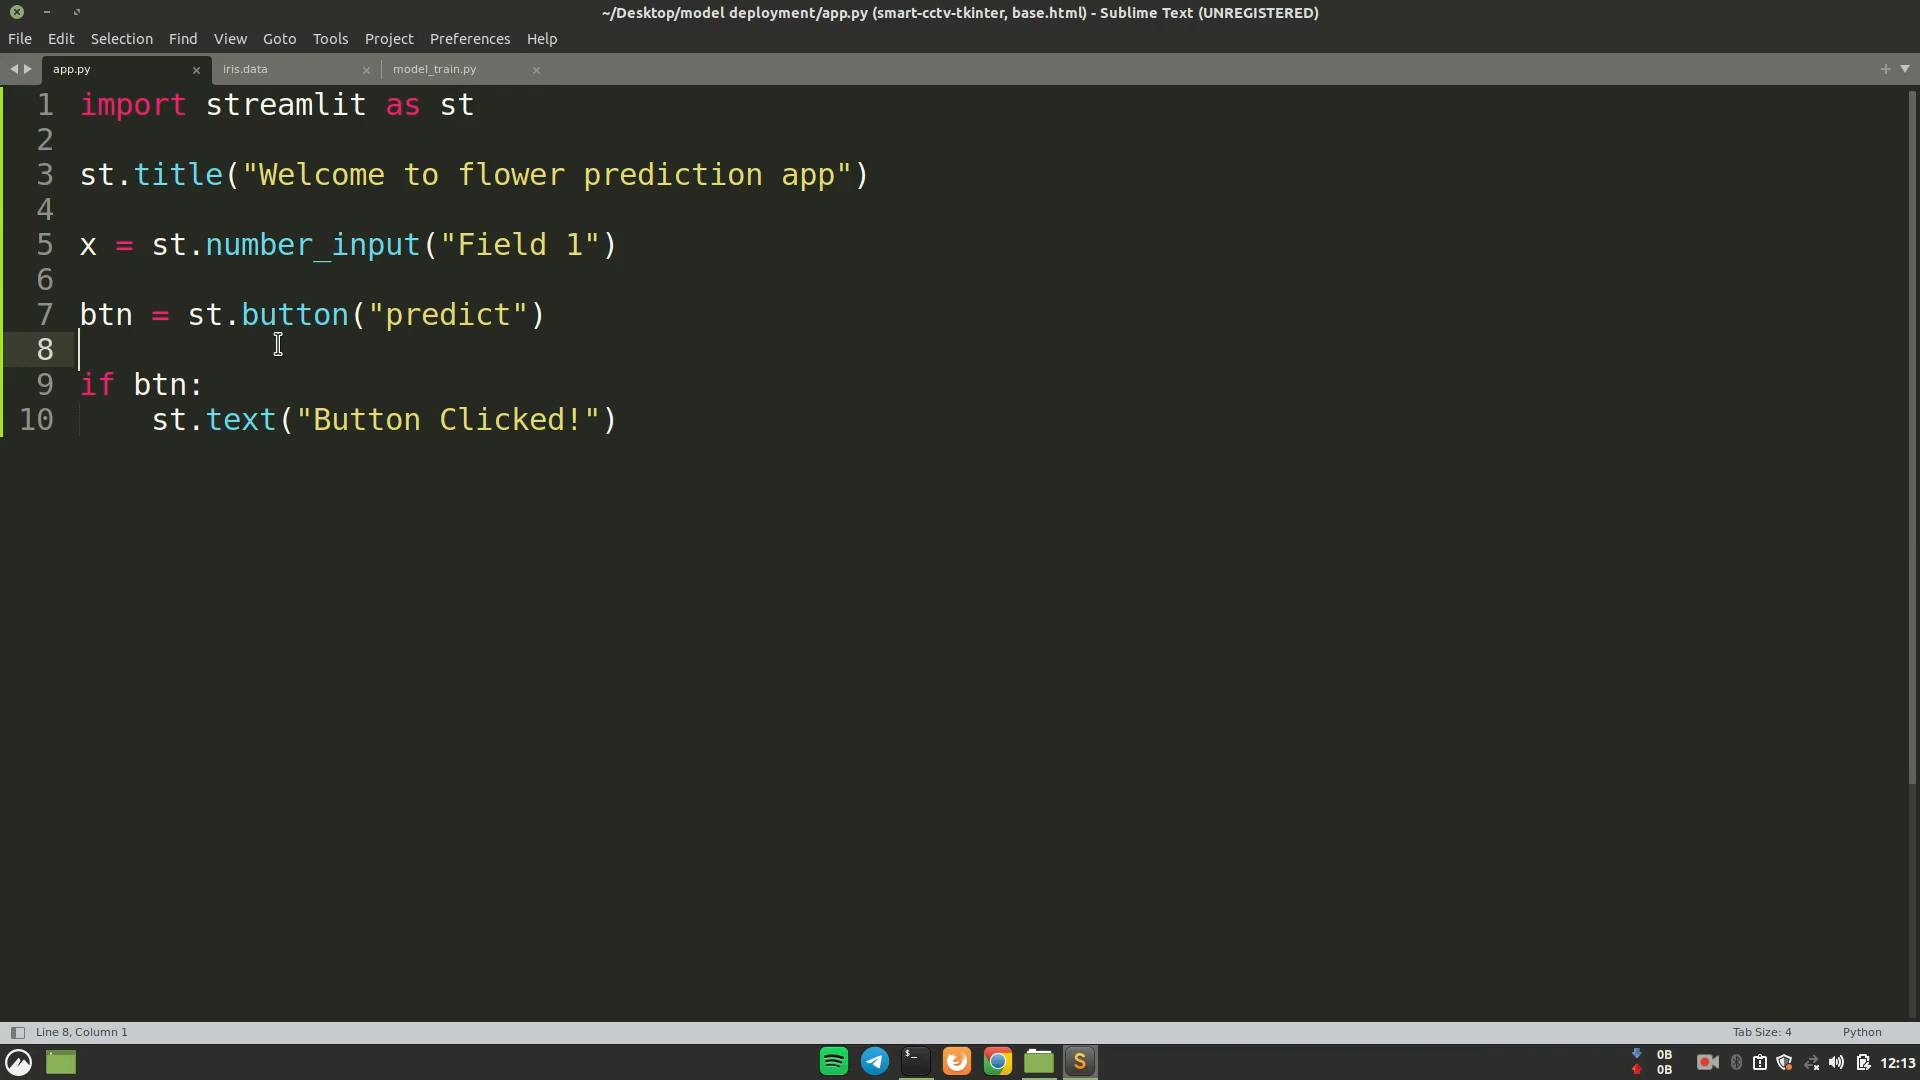 ~/Desktop/model deployment/app.py (smart-cctv-tkinter, base.html) - Sublime Text (UNREGISTERED)
File Edit Selection Find View Goto Tools Project Preferences Help
app.py × iris.data × model_train.py ×
1 import streamlit as st
2
3 st.title("Welcome to flower prediction app")
4
5 x = st.number_input("Field 1")
6
7 btn = st.button("predict")
8
9 if btn:
10 st.text("Button Clicked!")
Line 8, Column 1 Tab Size: 4 Python
0B
0B
12:13